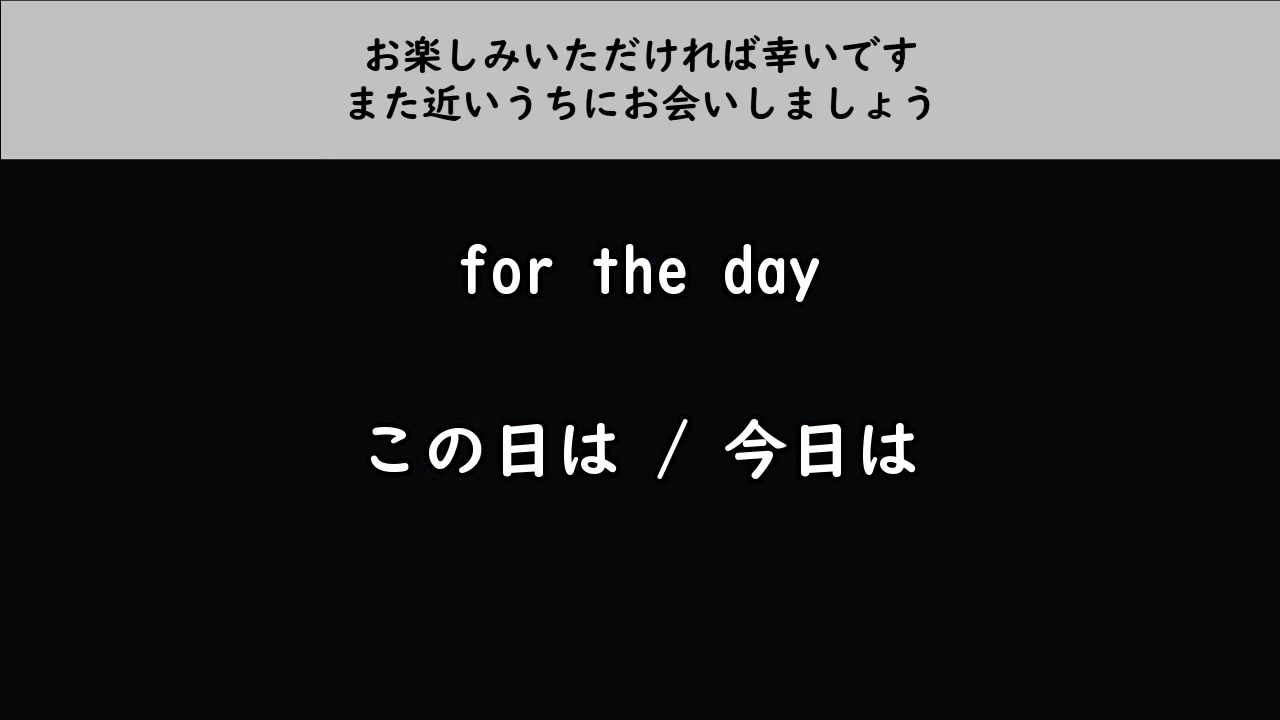 お楽しみいただければ幸いです
また近いうちにお会いしましょう
for the day
この日は / 今日は